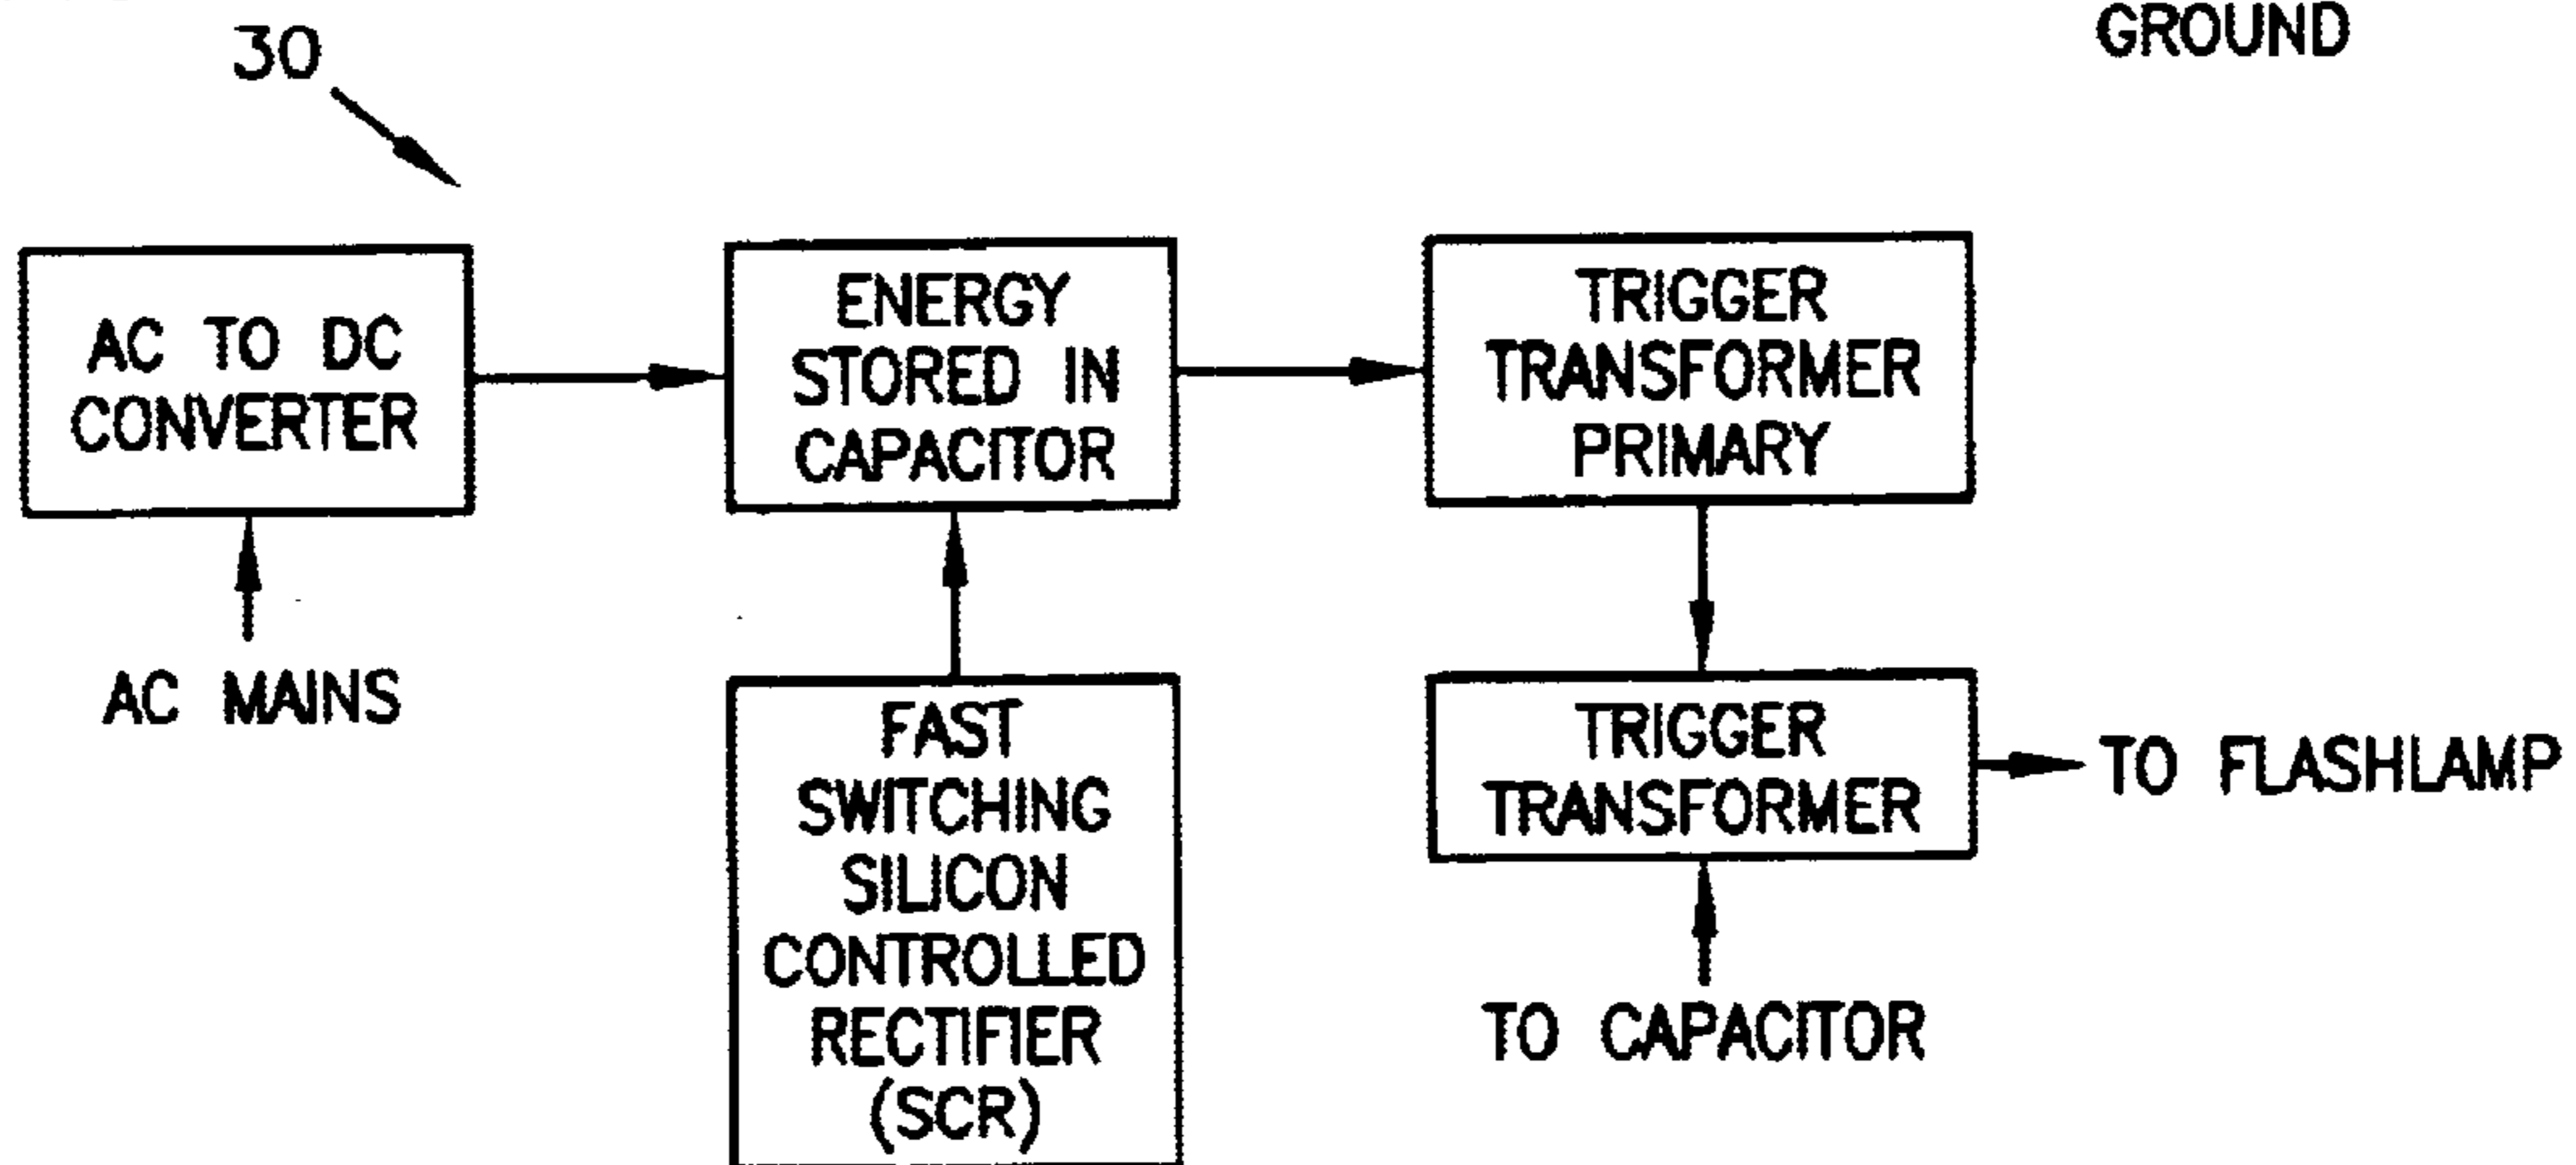 GROUND
30
AC TO DC
CONVERTER
ENERGY
STORED IN
CAPACITOR
TRIGGER
TRANSFORMER
PRIMARY
AC MAINS
FAST
SWITCHING
SILICON
CONTROLLED
RECTIFIER
(SCR)
TRIGGER
TRANSFORMER
TO FLASHLAMP
TO CAPACITOR